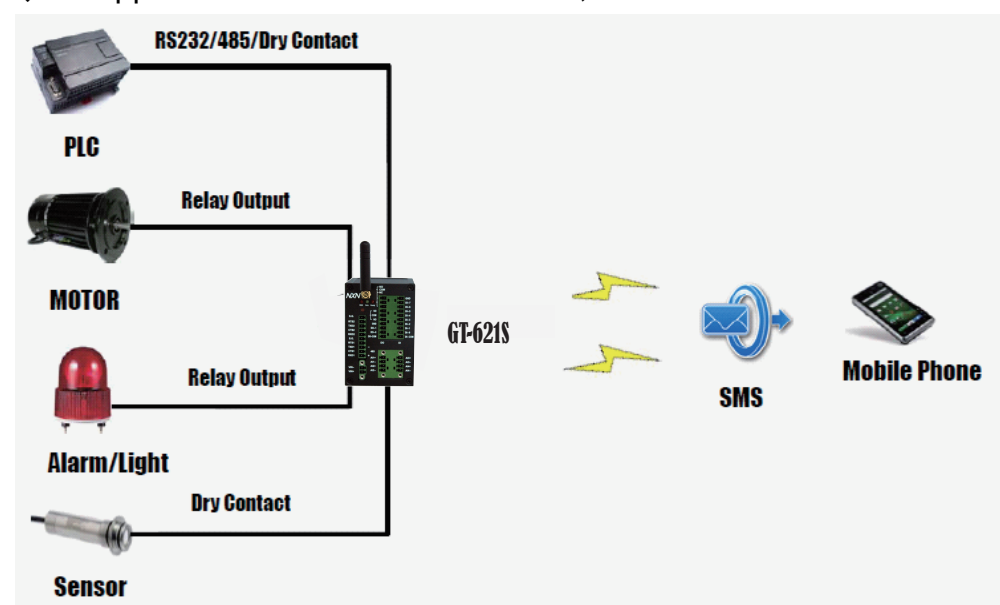 RS232/485/Dry Contact
PLC
Relay Output
MOTOR
NXN
GT-621S
Relay Output
Alarm/Light
SMS
Mobile Phone
Dry Contact
Sensor